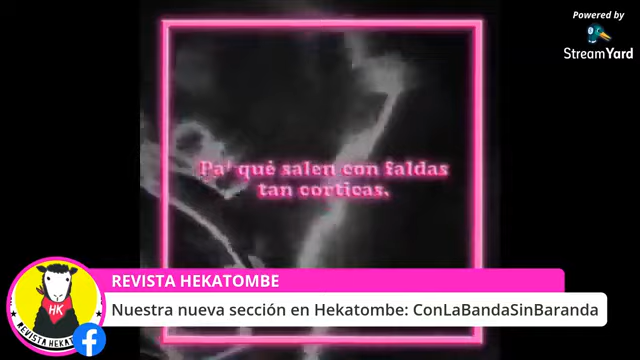 Powered by
StreamYard
Pa' qué salen con faldas
tan corticas.
REVISTA HEKATOMBE
Nuestra nueva sección en Hekatombe: ConLaBandaSinBaranda
HK
REVISTA HEKAT